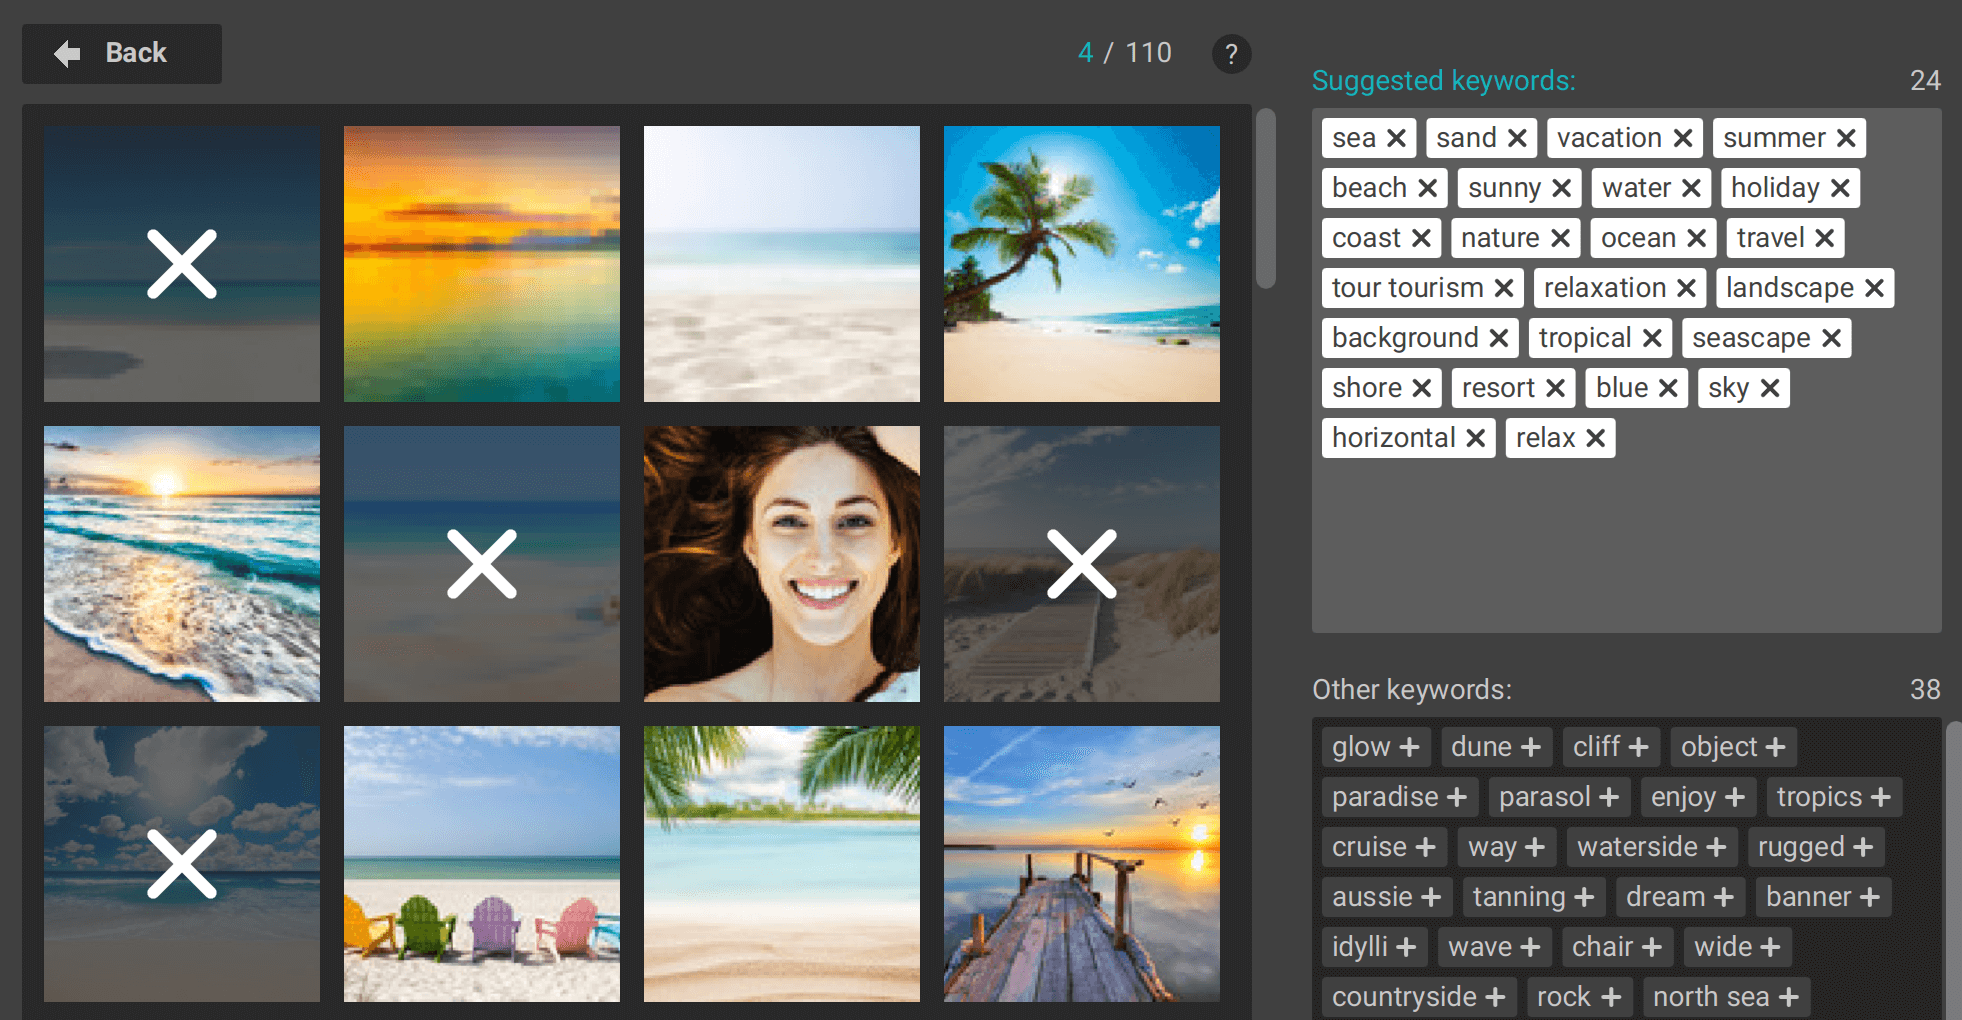 Back
4 / 110 ?
Suggested keywords: 24
sea sand vacation summer
beach sunny water holiday
coast nature ocean travel
tour tourism relaxation landscape
background tropical seascape
shore resort blue sky
horizontal relax
Other keywords: 38
glow + dune + cliff + object +
paradise + parasol + enjoy + tropics +
cruise + way + waterside + rugged +
aussie + tanning + dream + banner +
idylli + wave + chair + wide +
countryside + rock + north sea +